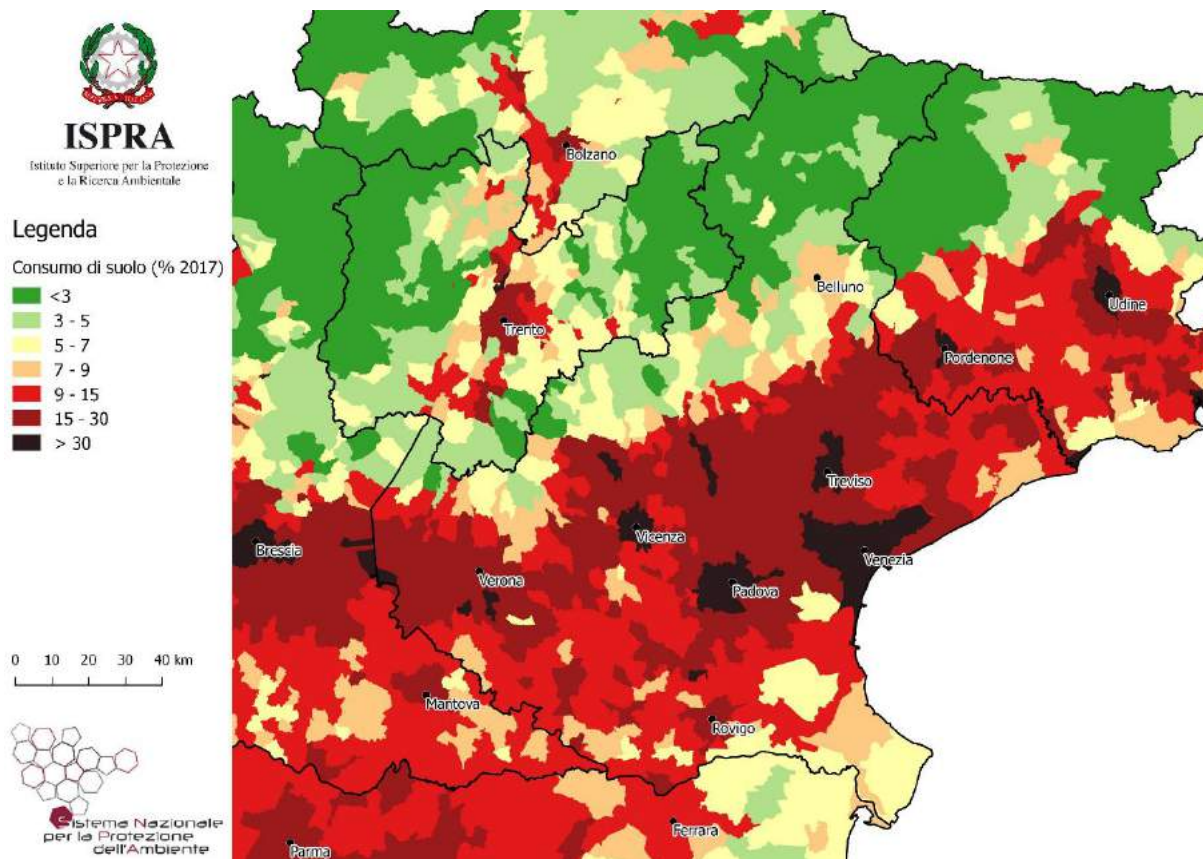 ISPRA
Istituto Superiore per la Protezione
e la Ricerca Ambientale
Legenda
Consumo di suolo (% 2017)
<3
3 - 5
5 - 7
7 - 9
9 - 15
15 - 30
> 30
0 10 20 30 40 km
Sistema Nazionale
per la Protezione
dell'Ambiente
Bolzano
Belluno
Udine
Trento
Pordenone
Treviso
Vicenza
Brescia
Venezia
Verona
Padova
Mantova
Rovigo
Ferrara
Parma